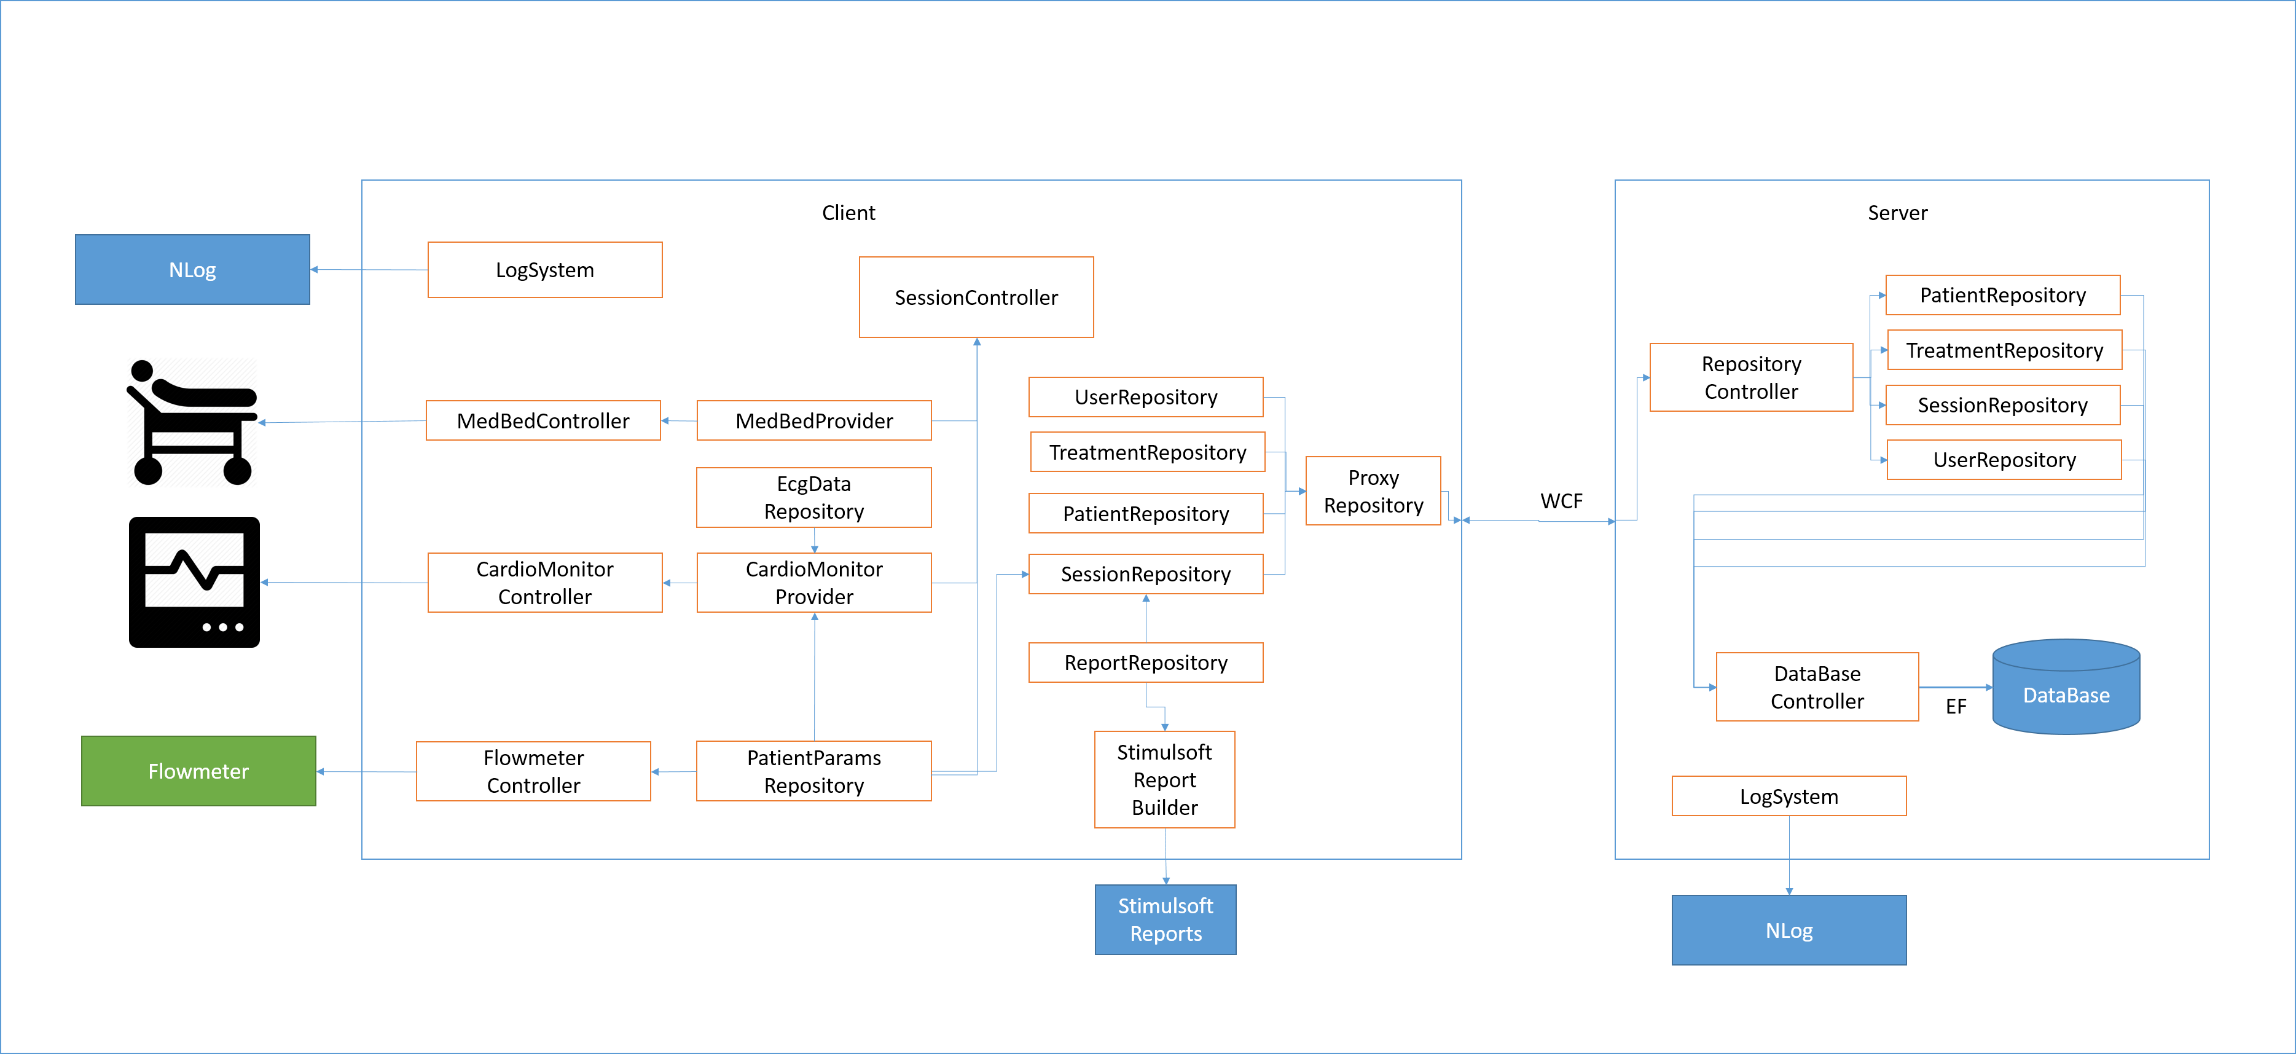 Client
NLog
LogSystem
SessionController
MedBedController
MedBedProvider
EcgData
Repository
CardioMonitor
Controller
CardioMonitor
Provider
Flowmeter
Flowmeter
Controller
PatientParams
Repository
UserRepository
TreatmentRepository
PatientRepository
SessionRepository
ReportRepository
Stimulsoft
Report
Builder
Stimulsoft
Reports
Proxy
Repository
WCF
Server
Repository
Controller
PatientRepository
TreatmentRepository
SessionRepository
UserRepository
DataBase
Controller
EF
DataBase
LogSystem
NLog